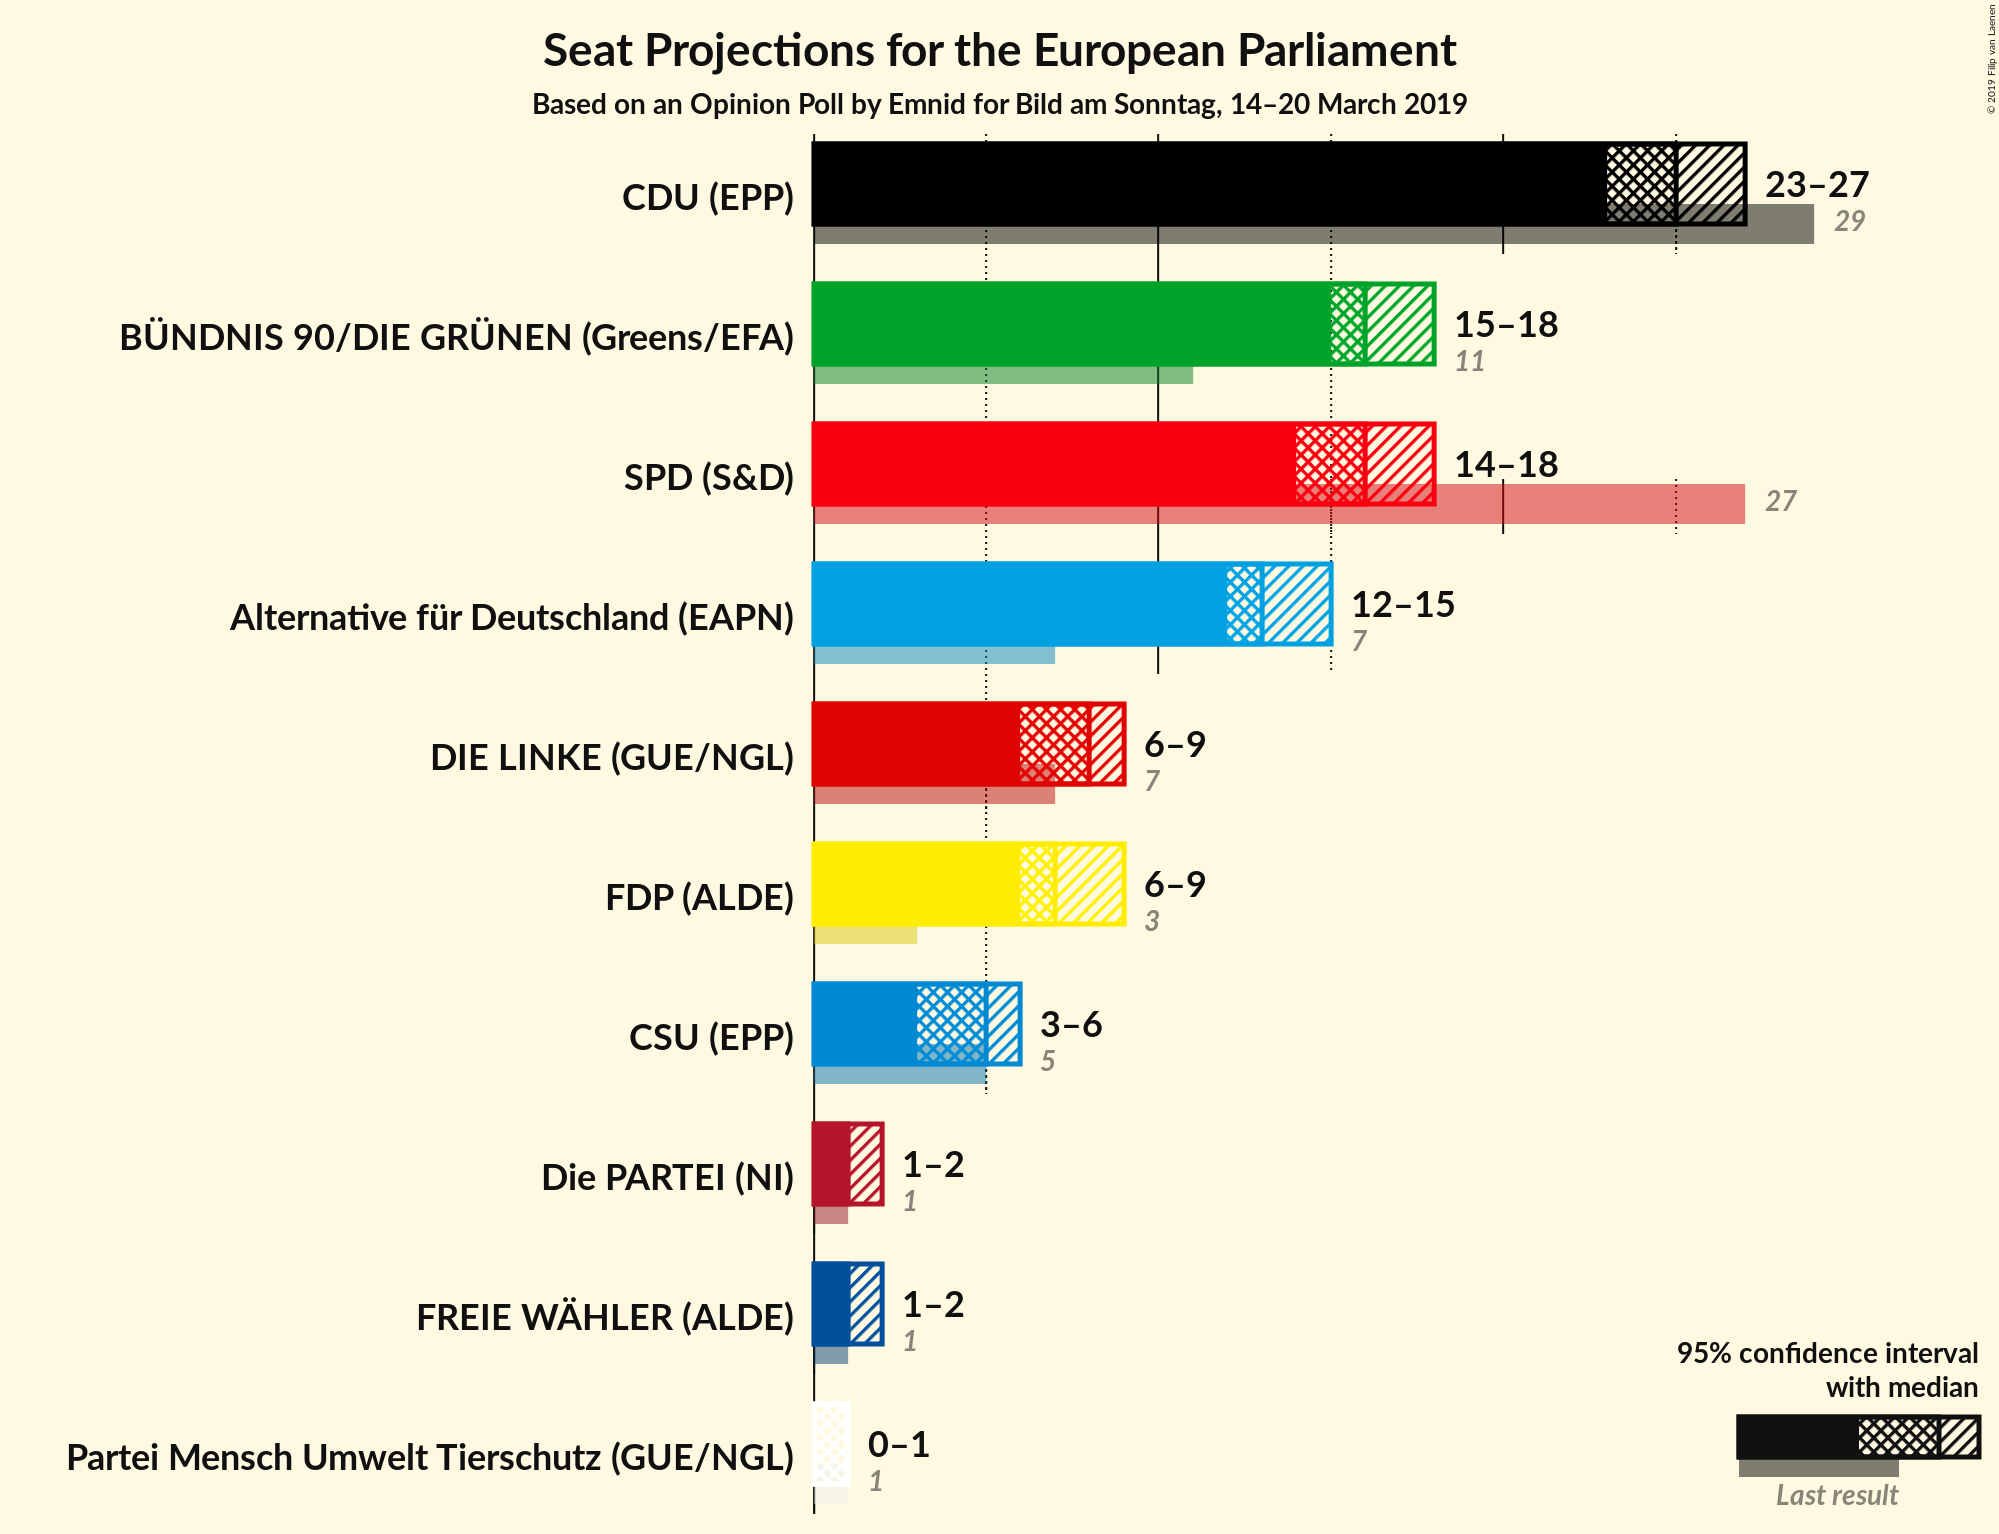 Seat Projections for the European Parliament
Based on an Opinion Poll by Emnid for Bild am Sonntag, 14–20 March 2019
© 2019 Filip van Laenen
CDU (EPP)
23–27
29
BÜNDNIS 90/DIE GRÜNEN (Greens/EFA)
15–18
11
SPD (S&D)
14–18
27
Alternative für Deutschland (EAPN)
12–15
7
DIE LINKE (GUE/NGL)
6–9
7
FDP (ALDE)
6–9
3
CSU (EPP)
3–6
5
Die PARTEI (NI)
1–2
1
FREIE WÄHLER (ALDE)
1–2
1
Partei Mensch Umwelt Tierschutz (GUE/NGL)
0–1
1
95% confidence interval
with median
Last result